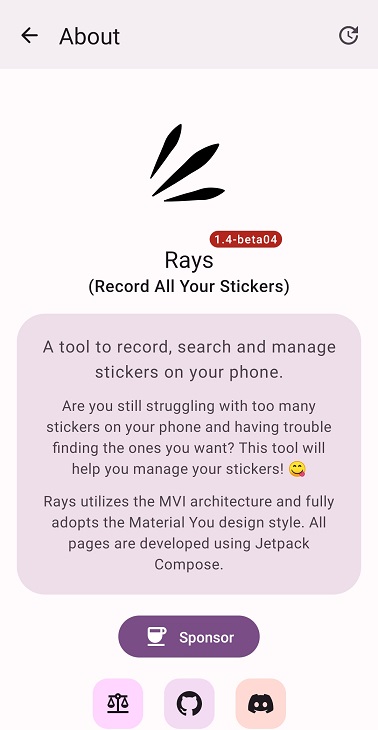 About
1.4-beta04
Rays
(Record All Your Stickers)
A tool to record, search and manage
stickers on your phone.
Are you still struggling with too many
stickers on your phone and having trouble
finding the ones you want? This tool will
help you manage your stickers! 😋
Rays utilizes the MVI architecture and fully
adopts the Material You design style. All
pages are developed using Jetpack
Compose.
Sponsor